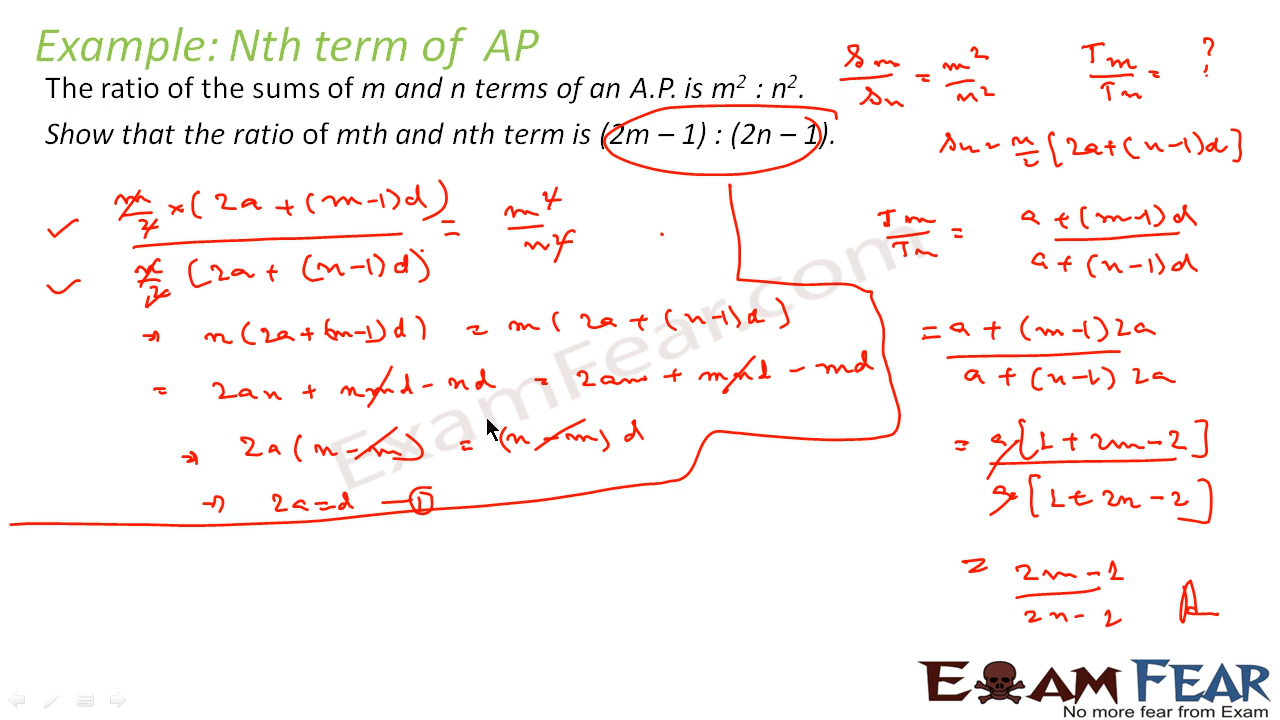 Example: Nth term of AP
The ratio of the sums of m and n terms of an A.P. is m² : n².
Show that the ratio of mth and nth term is (2m – 1) : (2n – 1).
Sm/Sn = m²/n²
Tm/Tn = ?
Sn = n/2 [2a+(n-1)d]
m/2 × (2a + (m-1)d) / n/2 (2a + (n-1)d) = m²/n²
→ n(2a+(m-1)d) = m(2a + (n-1)d)
= 2an + nmd - nd = 2am + mnd - md
→ 2a(n-m) = (n-m)d
→ 2a=d —①
Tm/Tn = a+(m-1)d / a+(n-1)d
= a+(m-1)2a / a+(n-1)2a
= a[1+2m-2] / a[1+2n-2]
= 2m-1 / 2n-1
ExamFear.com
EXAM FEAR
No more fear from Exam